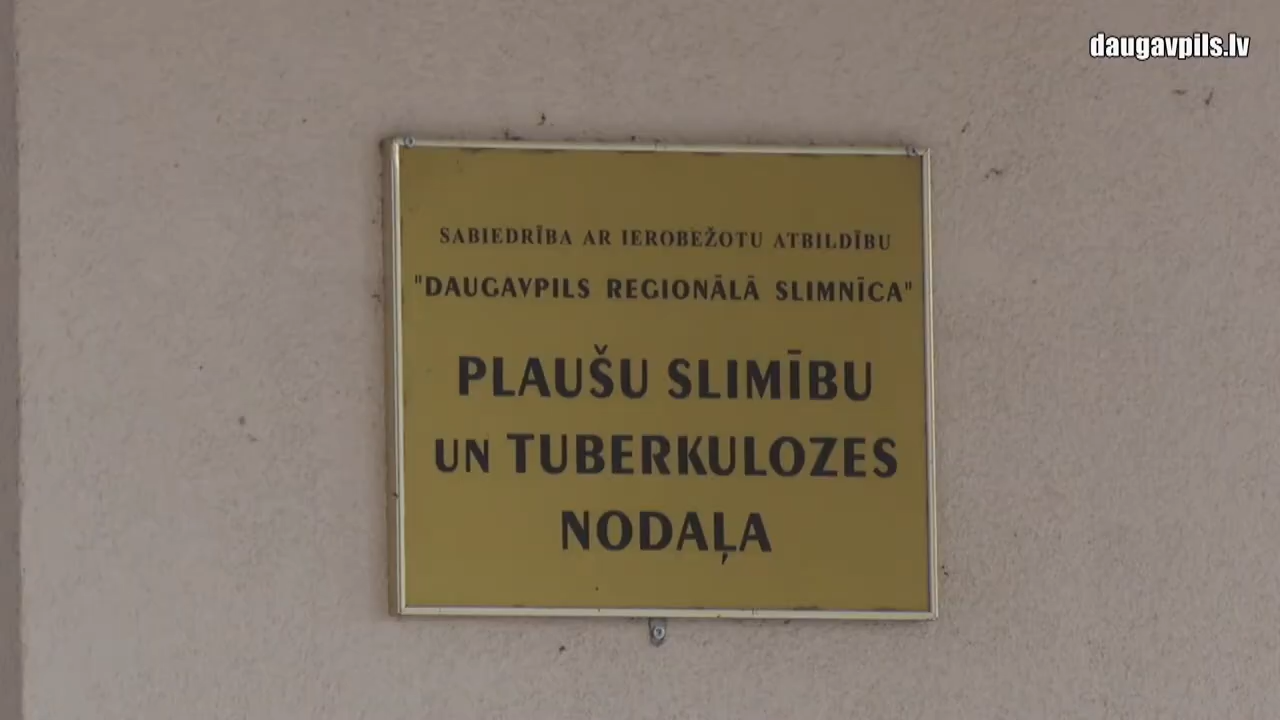 daugavpils.lv
SABIEDRĪBA AR IEROBEŽOTU ATBILDĪBU
"DAUGAVPILS REGIONĀLĀ SLIMNĪCA"
PLAUŠU SLIMĪBU
UN TUBERKULOZES
NODAĻA